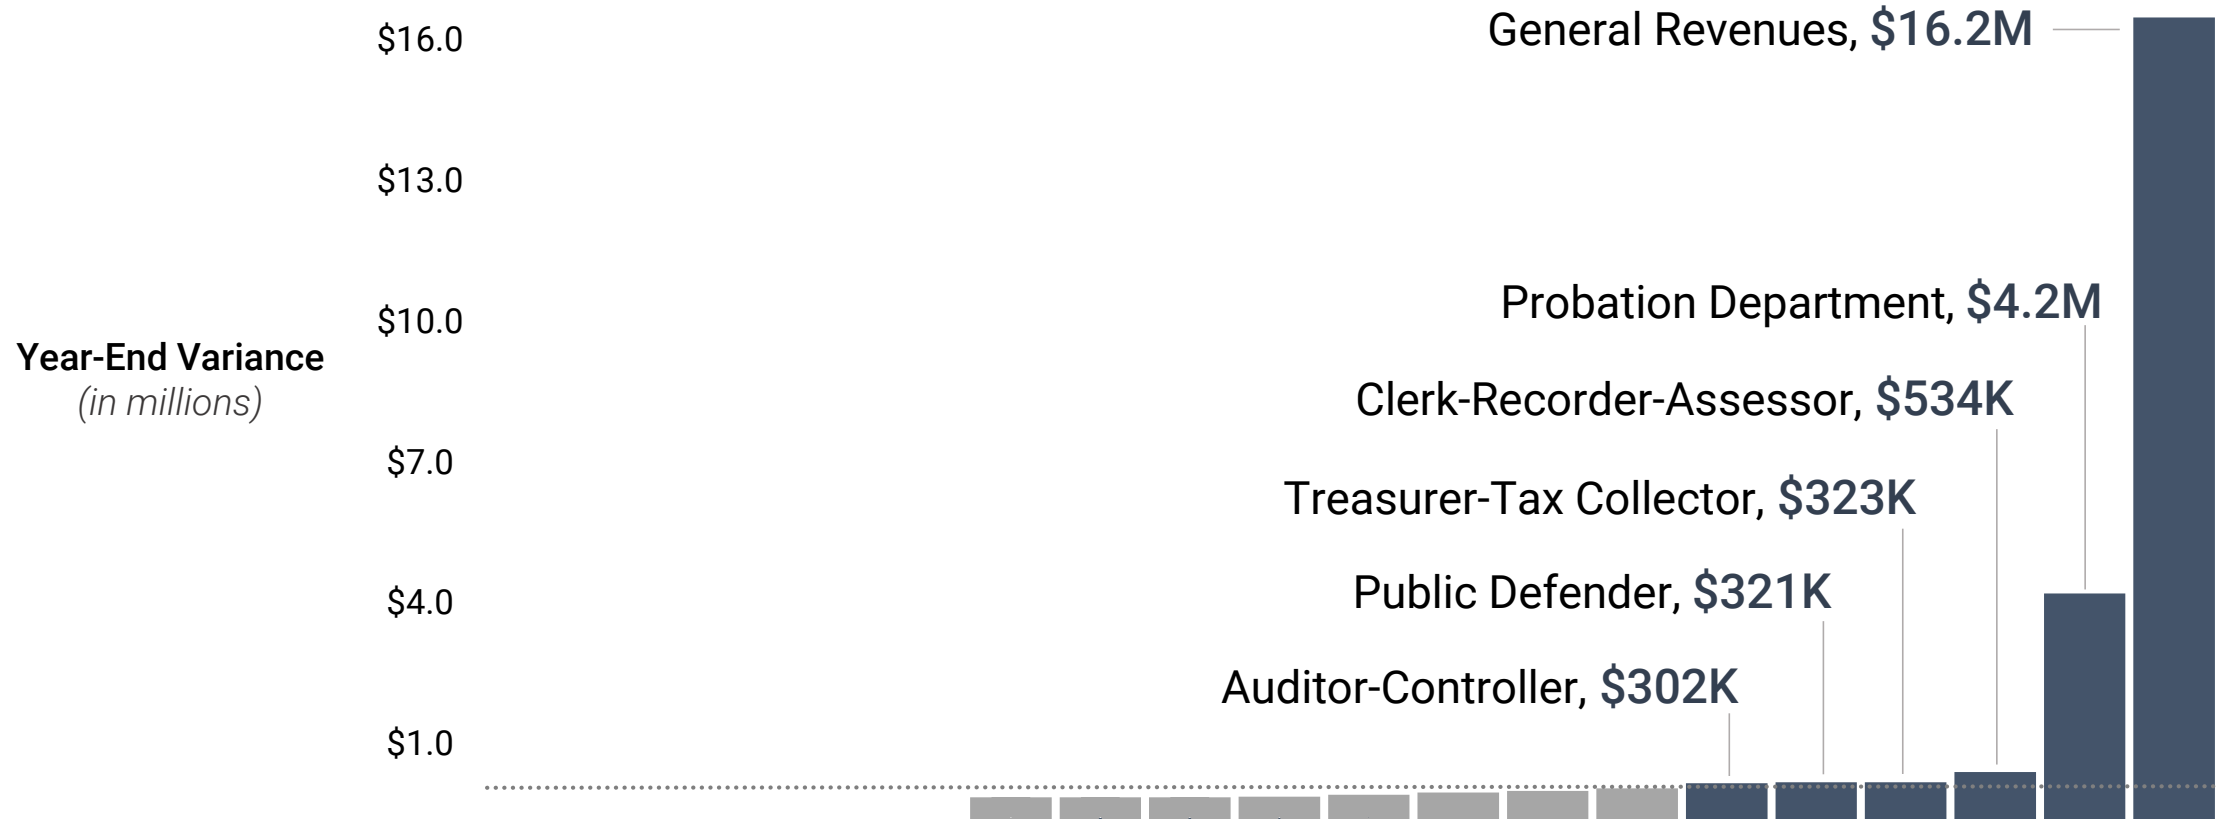 General Revenues, $16.2M
$16.0
$13.0
Probation Department, $4.2M
$10.0
Year-End Variance
(in millions)
Clerk-Recorder-Assessor, $534K
$7.0
Treasurer-Tax Collector, $323K
Public Defender, $321K
$4.0
Auditor-Controller, $302K
$1.0